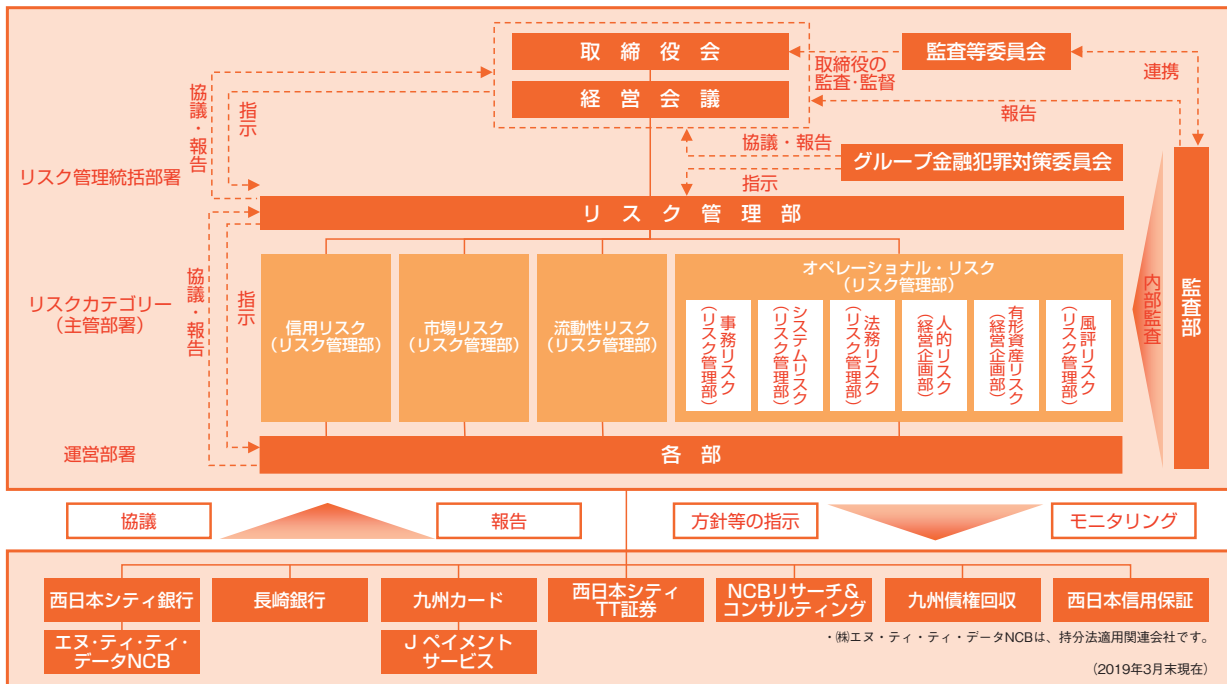 取締役会
経営会議
監査等委員会
取締役の
監査・監督
連携
報告
協議・報告
指示
協議・報告
指示
グループ金融犯罪対策委員会
リスク管理統括部署
リスク管理部
協議・報告
指示
リスクカテゴリー
（主管部署）
信用リスク
（リスク管理部）
市場リスク
（リスク管理部）
流動性リスク
（リスク管理部）
オペレーショナル・リスク
（リスク管理部）
事務リスク
（リスク管理部）
システムリスク
（リスク管理部）
法務リスク
（リスク管理部）
人的リスク
（経営企画部）
有形資産リスク
（経営企画部）
風評リスク
（リスク管理部）
内部監査
監査部
運営部署
各部
協議
報告
方針等の指示
モニタリング
西日本シティ銀行
長崎銀行
九州カード
西日本シティ
TT証券
NCBリサーチ＆
コンサルティング
九州債権回収
西日本信用保証
エヌ・ティ・ティ・
データNCB
J ペイメント
サービス
・㈱エヌ・ティ・ティ・データNCBは、持分法適用関連会社です。
（2019年3月末現在）